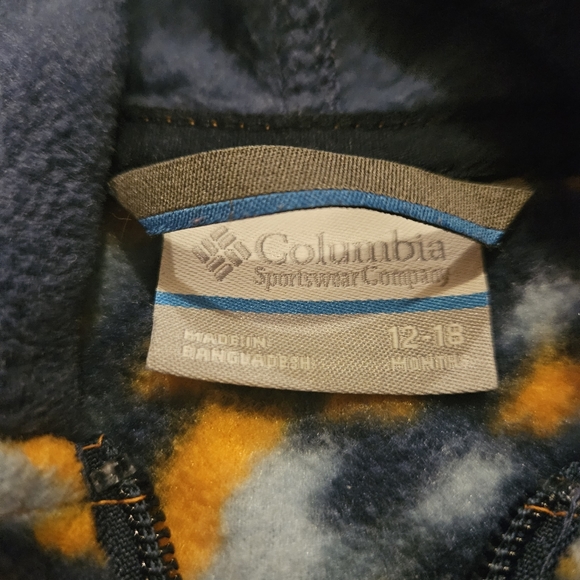 Columbia
Sportswear Company
MADE IN
BANGLADESH
12-18
MONTHS